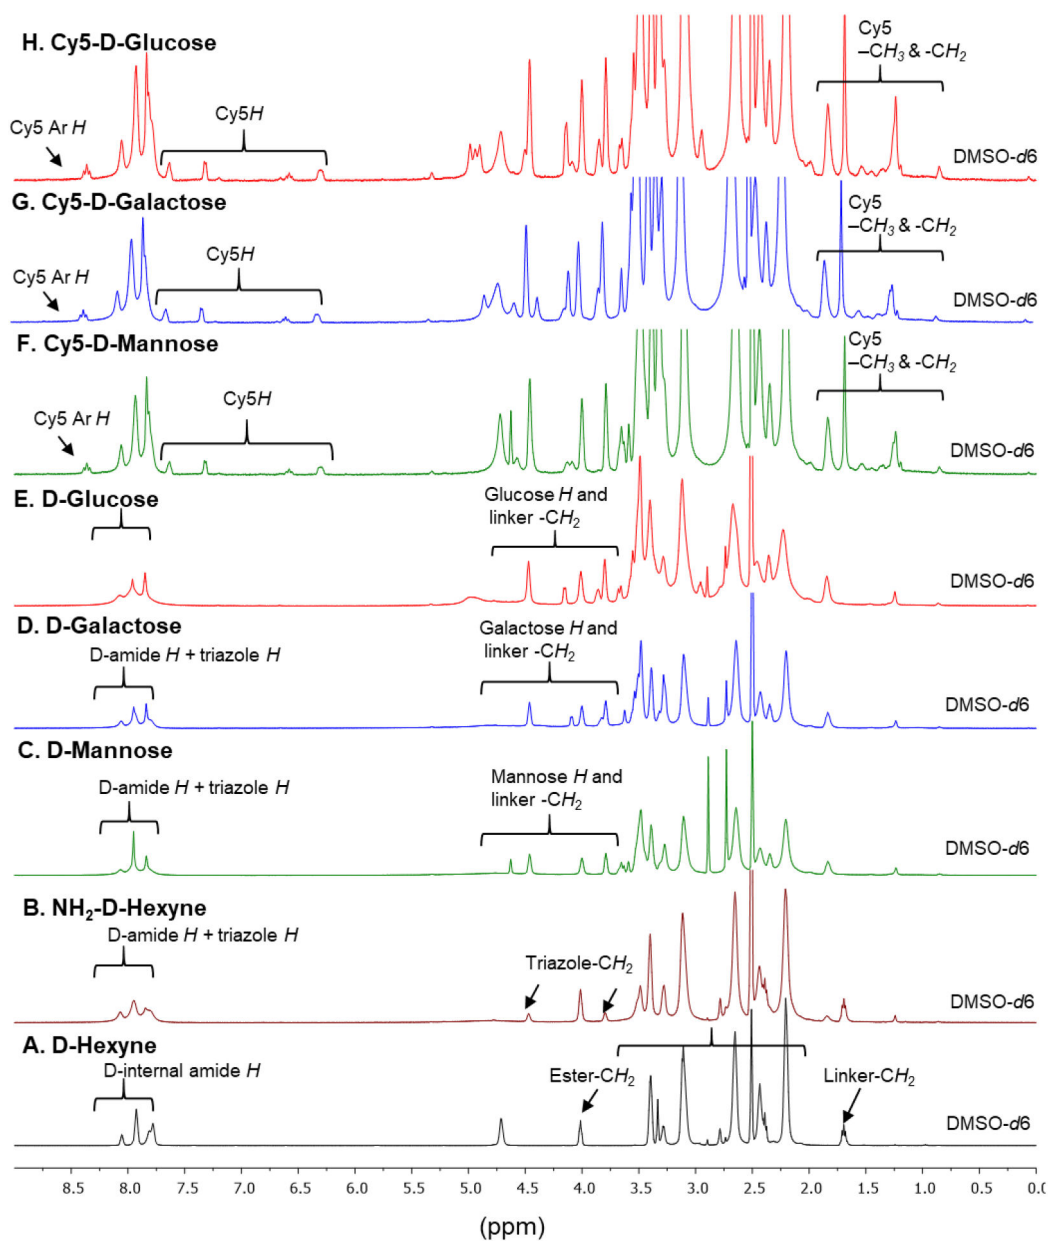 H. Cy5-D-Glucose
Cy5
–CH₃ & -CH₂
Cy5H
Cy5 Ar H
DMSO-d6
G. Cy5-D-Galactose
Cy5
–CH₃ & -CH₂
Cy5H
Cy5 Ar H
DMSO-d6
F. Cy5-D-Mannose
Cy5
–CH₃ & -CH₂
Cy5H
Cy5 Ar H
DMSO-d6
E. D-Glucose
Glucose H and
linker -CH₂
DMSO-d6
D. D-Galactose
D-amide H + triazole H
Galactose H and
linker -CH₂
DMSO-d6
C. D-Mannose
D-amide H + triazole H
Mannose H and
linker -CH₂
DMSO-d6
B. NH₂-D-Hexyne
D-amide H + triazole H
Triazole-CH₂
DMSO-d6
A. D-Hexyne
D-internal amide H
Ester-CH₂
Linker-CH₂
DMSO-d6
8.5 8.0 7.5 7.0 6.5 6.0 5.5 5.0 4.5 4.0 3.5 3.0 2.5 2.0 1.5 1.0 0.5 0.0
(ppm)